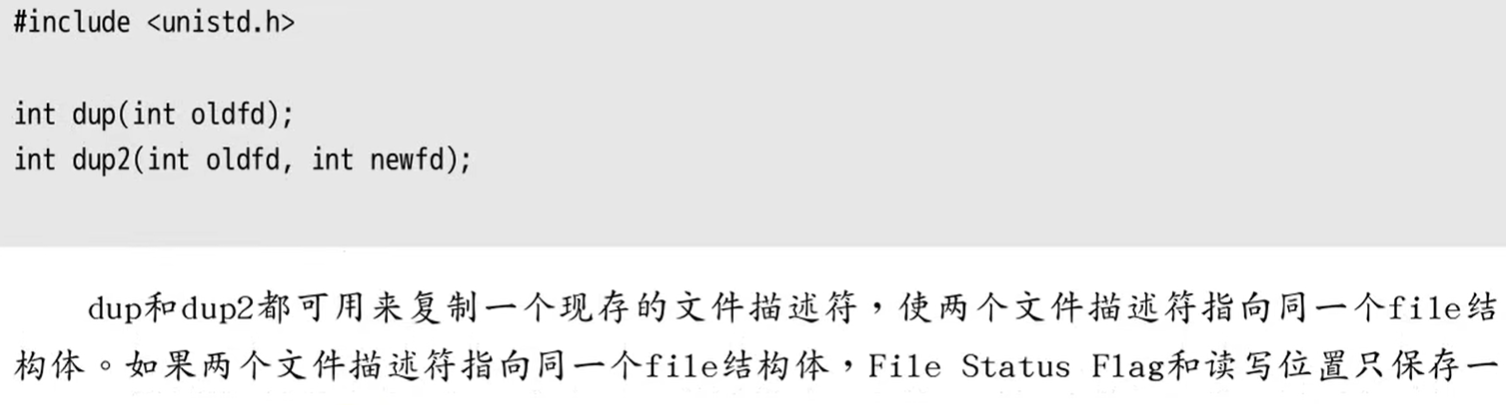 #include <unistd.h>
int dup(int oldfd);
int dup2(int oldfd, int newfd);
dup和dup2都可用来复制一个现存的文件描述符，使两个文件描述符指向同一个file结
构体。如果两个文件描述符指向同一个file结构体，File Status Flag和读写位置只保存一